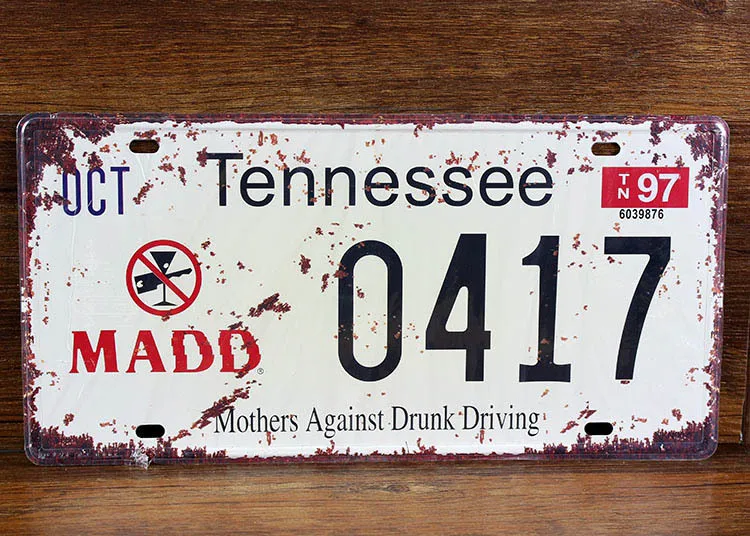 OCT
Tennessee
TN 97
6039876
MADD®
0417
Mothers Against Drunk Driving